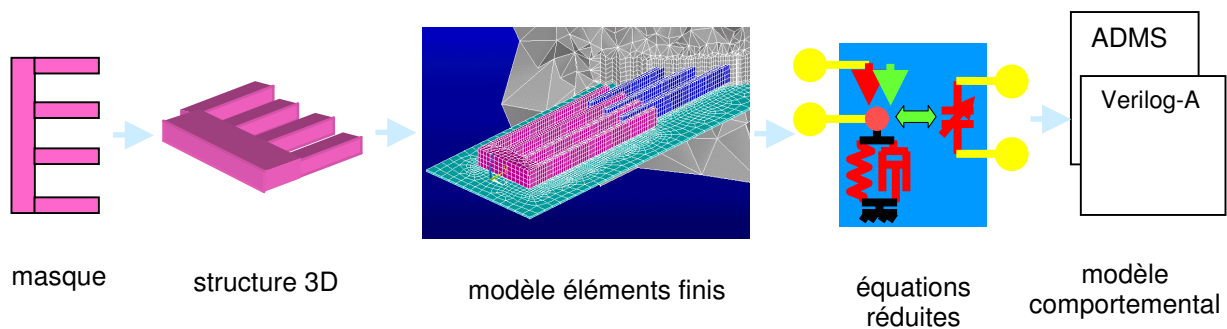 ADMS
Verilog-A
masque
structure 3D
modèle éléments finis
équations
réduites
modèle
comportemental